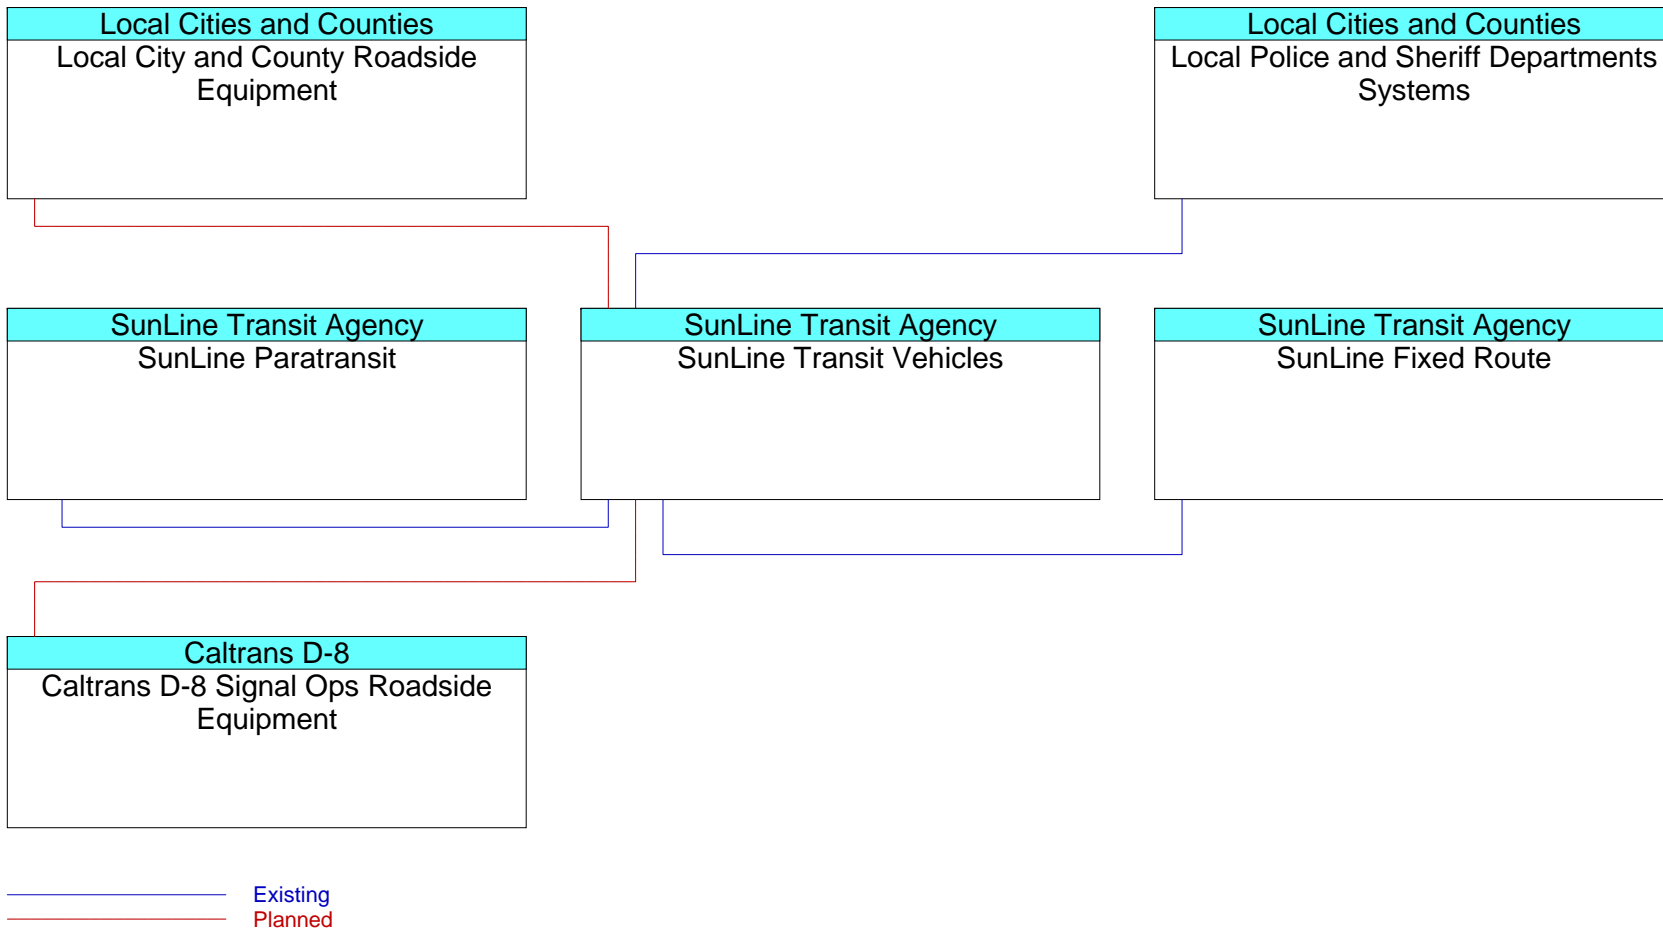 Local Cities and Counties
Local City and County Roadside
Equipment
Local Cities and Counties
Local Police and Sheriff Departments
Systems
SunLine Transit Agency
SunLine Paratransit
SunLine Transit Agency
SunLine Transit Vehicles
SunLine Transit Agency
SunLine Fixed Route
Caltrans D-8
Caltrans D-8 Signal Ops Roadside
Equipment
Existing
Planned